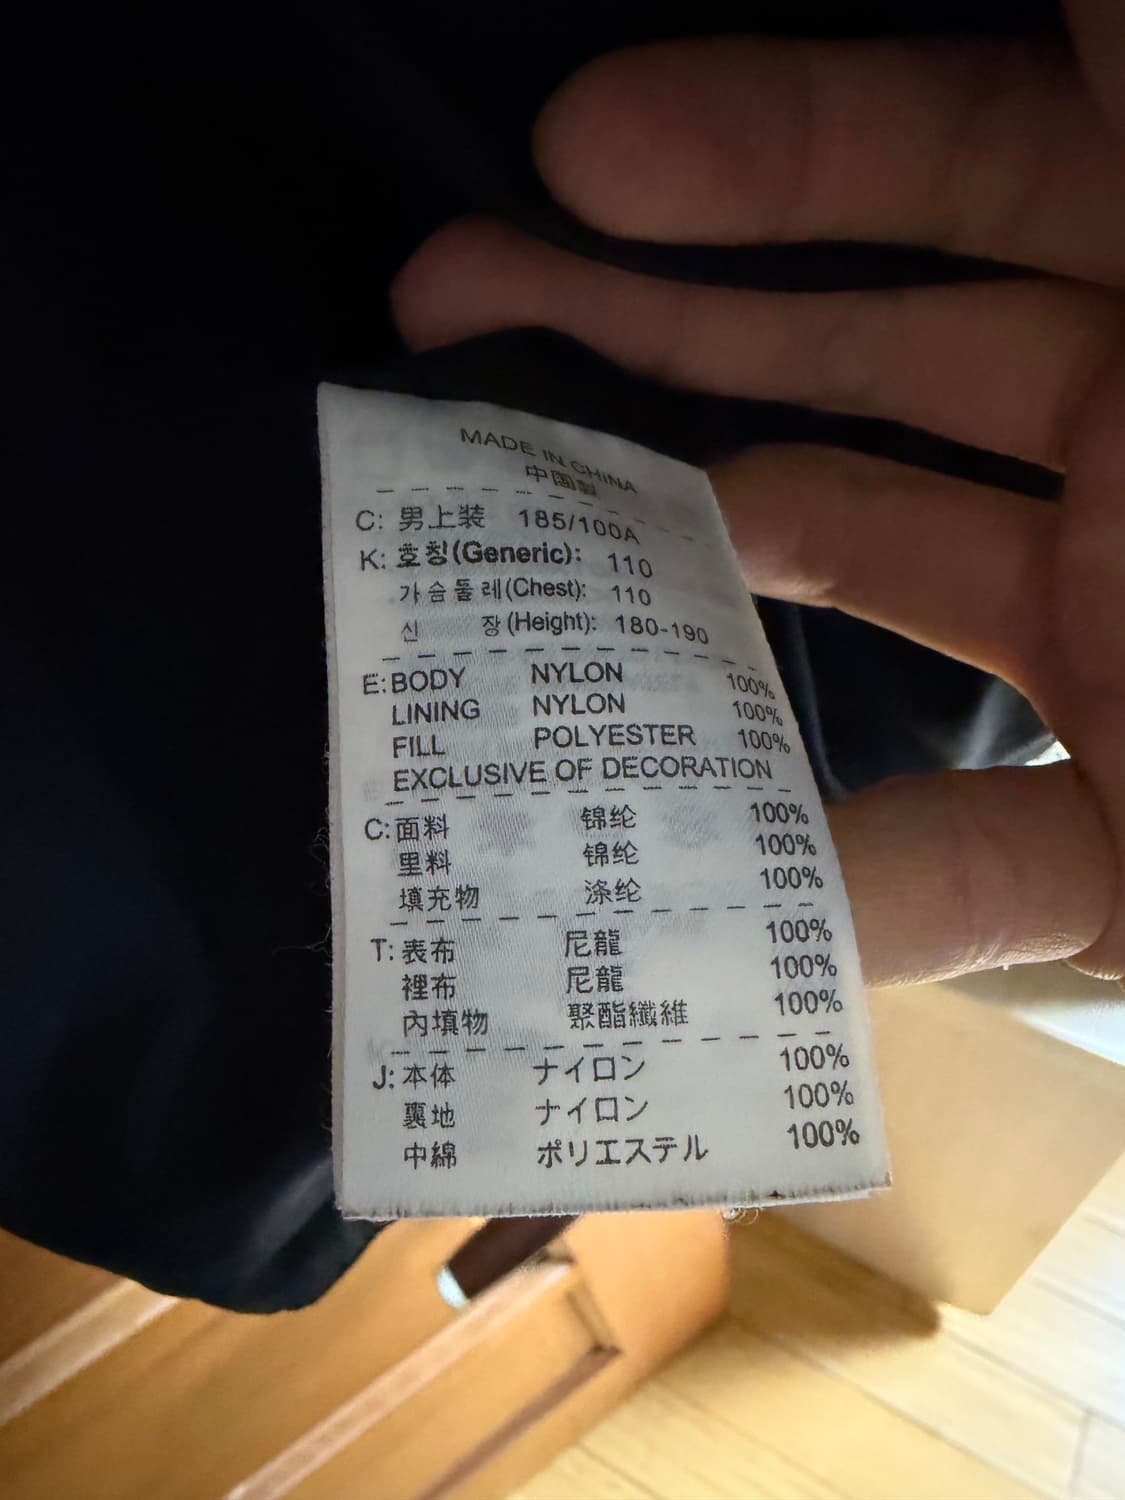 MADE IN CHINA
中国製
C: 男上装 185/100A
K: 호칭(Generic): 110
가슴둘레(Chest): 110
신 장(Height): 180-190
E: BODY NYLON 100%
LINING NYLON 100%
FILL POLYESTER 100%
EXCLUSIVE OF DECORATION
C: 面料 锦纶 100%
里料 锦纶 100%
填充物 涤纶 100%
T: 表布 尼龍 100%
裡布 尼龍 100%
內填物 聚酯纖維 100%
J: 本体 ナイロン 100%
裏地 ナイロン 100%
中綿 ポリエステル 100%